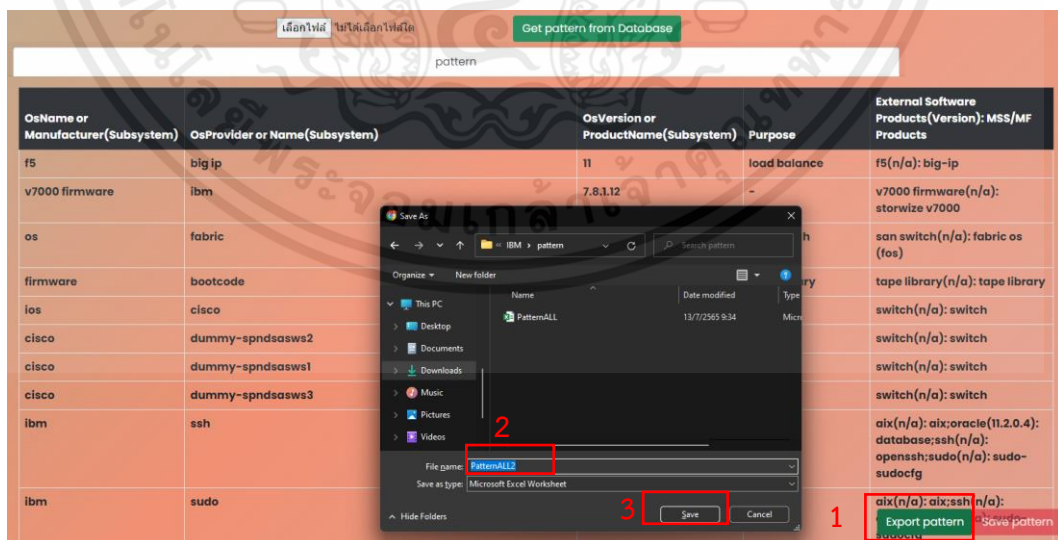 เลือกไฟล์ ไม่ได้เลือกไฟล์ใด
Get pattern from Database
pattern
OsName or Manufacturer(Subsystem)
OsProvider or Name(Subsystem)
OsVersion or ProductName(Subsystem)
Purpose
External Software Products(Version): MSS/MF Products
f5
big ip
11
load balance
f5(n/a): big-ip
v7000 firmware
ibm
7.8.1.12
-
v7000 firmware(n/a):
storwize v7000
os
fabric
h
san switch(n/a): fabric os
(fos)
firmware
bootcode
ry
tape library(n/a): tape library
ios
cisco
switch(n/a): switch
cisco
dummy-spndsasws2
switch(n/a): switch
cisco
dummy-spndsasws1
switch(n/a): switch
cisco
dummy-spndsasws3
switch(n/a): switch
ibm
ssh
aix(n/a): aix;oracle(11.2.0.4):
database;ssh(n/a):
openssh;sudo(n/a): sudo-
sudocfg
ibm
sudo
aix(n/a): aix;ssh(n/a):
Save As
IBM › pattern
Search pattern
Organize
New folder
Name
Date modified
Type
This PC
Desktop
Documents
Downloads
Music
Pictures
Videos
PatternALL
13/7/2565 9:34
Micr
2
File name: PatternALL2
Save as type: Microsoft Excel Worksheet
Hide Folders
3
Save
Cancel
1
Export pattern
Save pattern